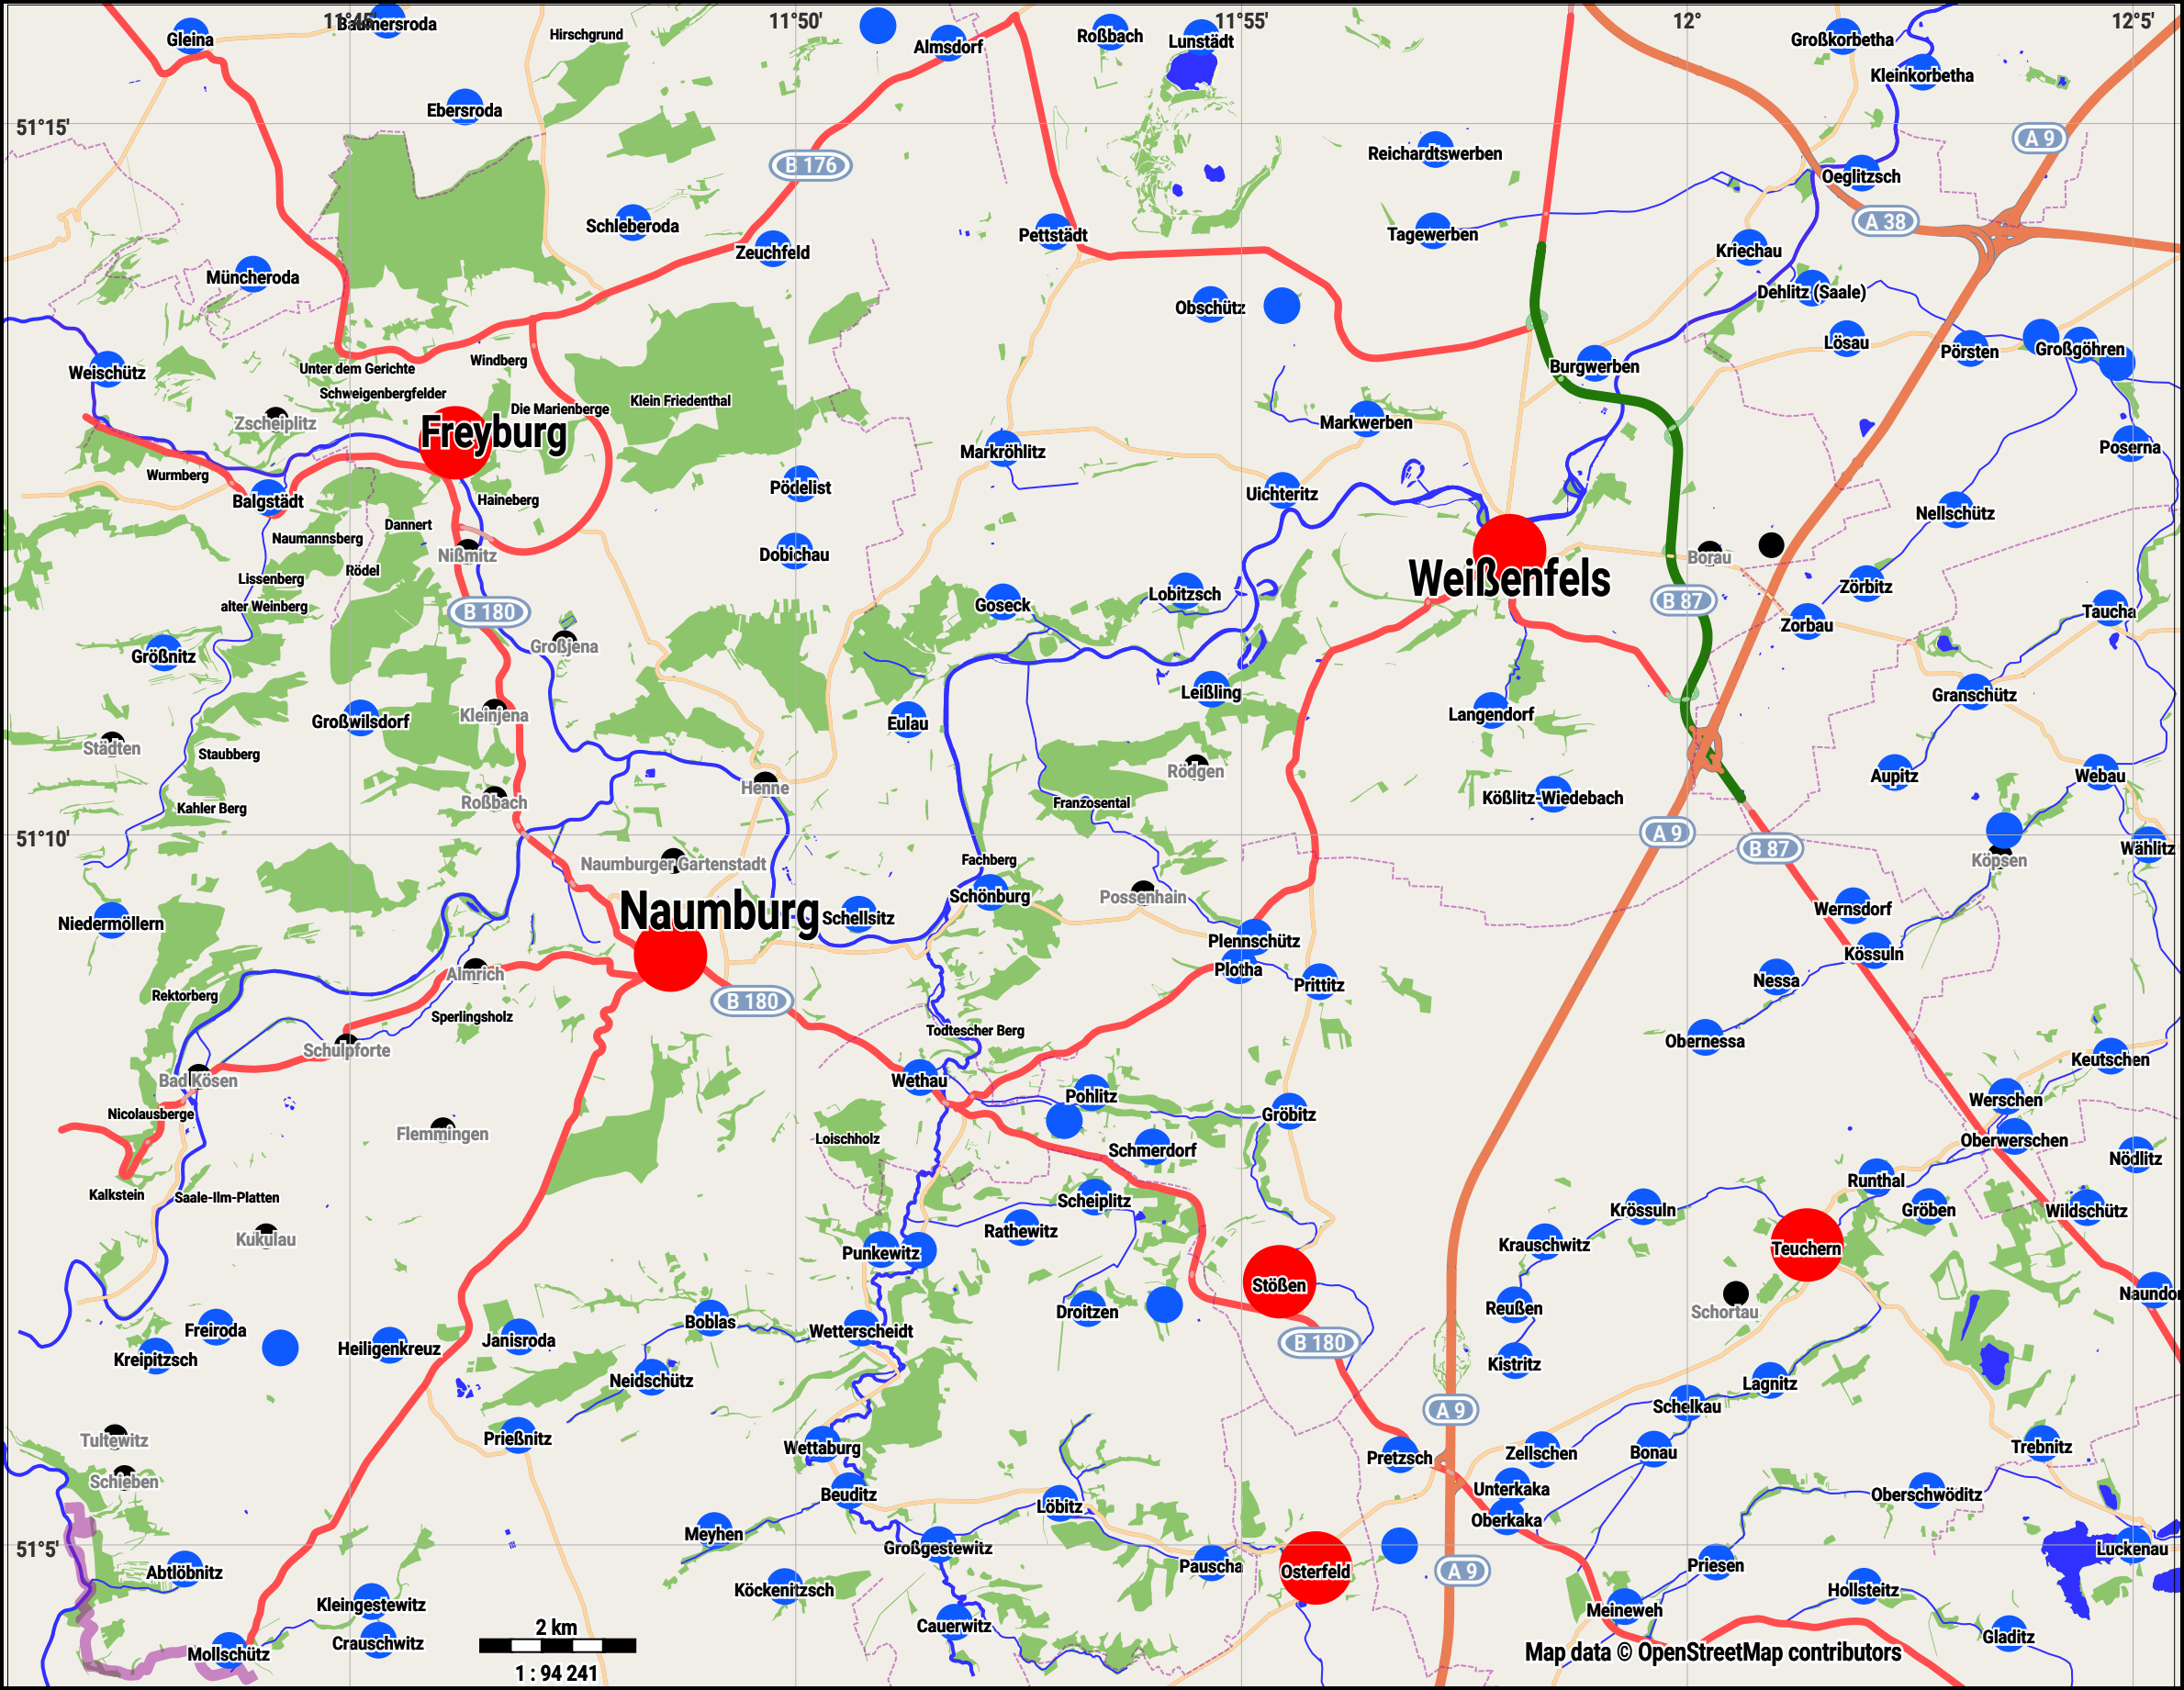 11°45'
11°50'
11°55'
12°
12°5'
Gleina
Baumersroda
Hirschgrund
Almsdorf
Roßbach
Lunstädt
Großkorbetha
Kleinkorbetha
Ebersroda
51°15'
A 9
B 176
Reichardtswerben
Oeglitzsch
Schleberoda
A 38
Pettstädt
Tagewerben
Zeuchfeld
Kriechau
Müncheroda
Dehlitz (Saale)
Obschütz
Lösau
Großgöhren
Pörsten
Weischütz
Unter dem Gerichte
Windberg
Burgwerben
Schweigenbergfelder
Klein Friedenthal
Die Marienberge
Zscheiplitz
Markwerben
Freyburg
Markröhlitz
Poserna
Wurmberg
Pödelist
Uichteritz
Balgstädt
Haineberg
Nellschütz
Dannert
Naumannsberg
Nißmitz
Dobichau
Borau
Weißenfels
Rödel
Lissenberg
Zörbitz
Lobitzsch
B 87
alter Weinberg
Goseck
B 180
Taucha
Zorbau
Großjena
Größnitz
Leißling
Granschütz
Kleinjena
Großwilsdorf
Eulau
Langendorf
Städten
Staubberg
Rödgen
Aupitz
Webau
Henne
Kößlitz-Wiedebach
Roßbach
Franzosental
Kahler Berg
51°10'
A 9
B 87
Wählitz
Naumburger Gartenstadt
Fachberg
Köpsen
Schönburg
Possenhain
Naumburg
Schellsitz
Wernsdorf
Niedermöllern
Plennschütz
Kössuln
Plotha
Almrich
Nessa
Prittitz
Rektorberg
B 180
Sperlingsholz
Todtescher Berg
Obernessa
Schulpforte
Keutschen
Bad Kösen
Wethau
Pohlitz
Werschen
Nicolausberge
Gröbitz
Flemmingen
Loischholz
Oberwerschen
Schmerdorf
Nödlitz
Runthal
Kalkstein
Saale-Ilm-Platten
Scheiplitz
Krössuln
Gröben
Wildschütz
Rathewitz
Kukulau
Krauschwitz
Teuchern
Punkewitz
Stößen
Naundor
Reußen
Schortau
Droitzen
Boblas
Freiroda
Wetterscheidt
Janisroda
B 180
Heiligenkreuz
Kreipitzsch
Kistritz
Neidschütz
Lagnitz
Schelkau
A 9
Tultewitz
Prießnitz
Wettaburg
Trebnitz
Zellschen
Bonau
Pretzsch
Schieben
Unterkaka
Beuditz
Oberschwöditz
Löbitz
Oberkaka
Meyhen
51°5'
Großgestewitz
Luckenau
Pauscha
Priesen
Abtlöbnitz
Osterfeld
A 9
Köckenitzsch
Hollsteitz
Kleingestewitz
Meineweh
Cauerwitz
2 km
Gladitz
Crauschwitz
Mollschütz
Map data © OpenStreetMap contributors
1 : 94 241